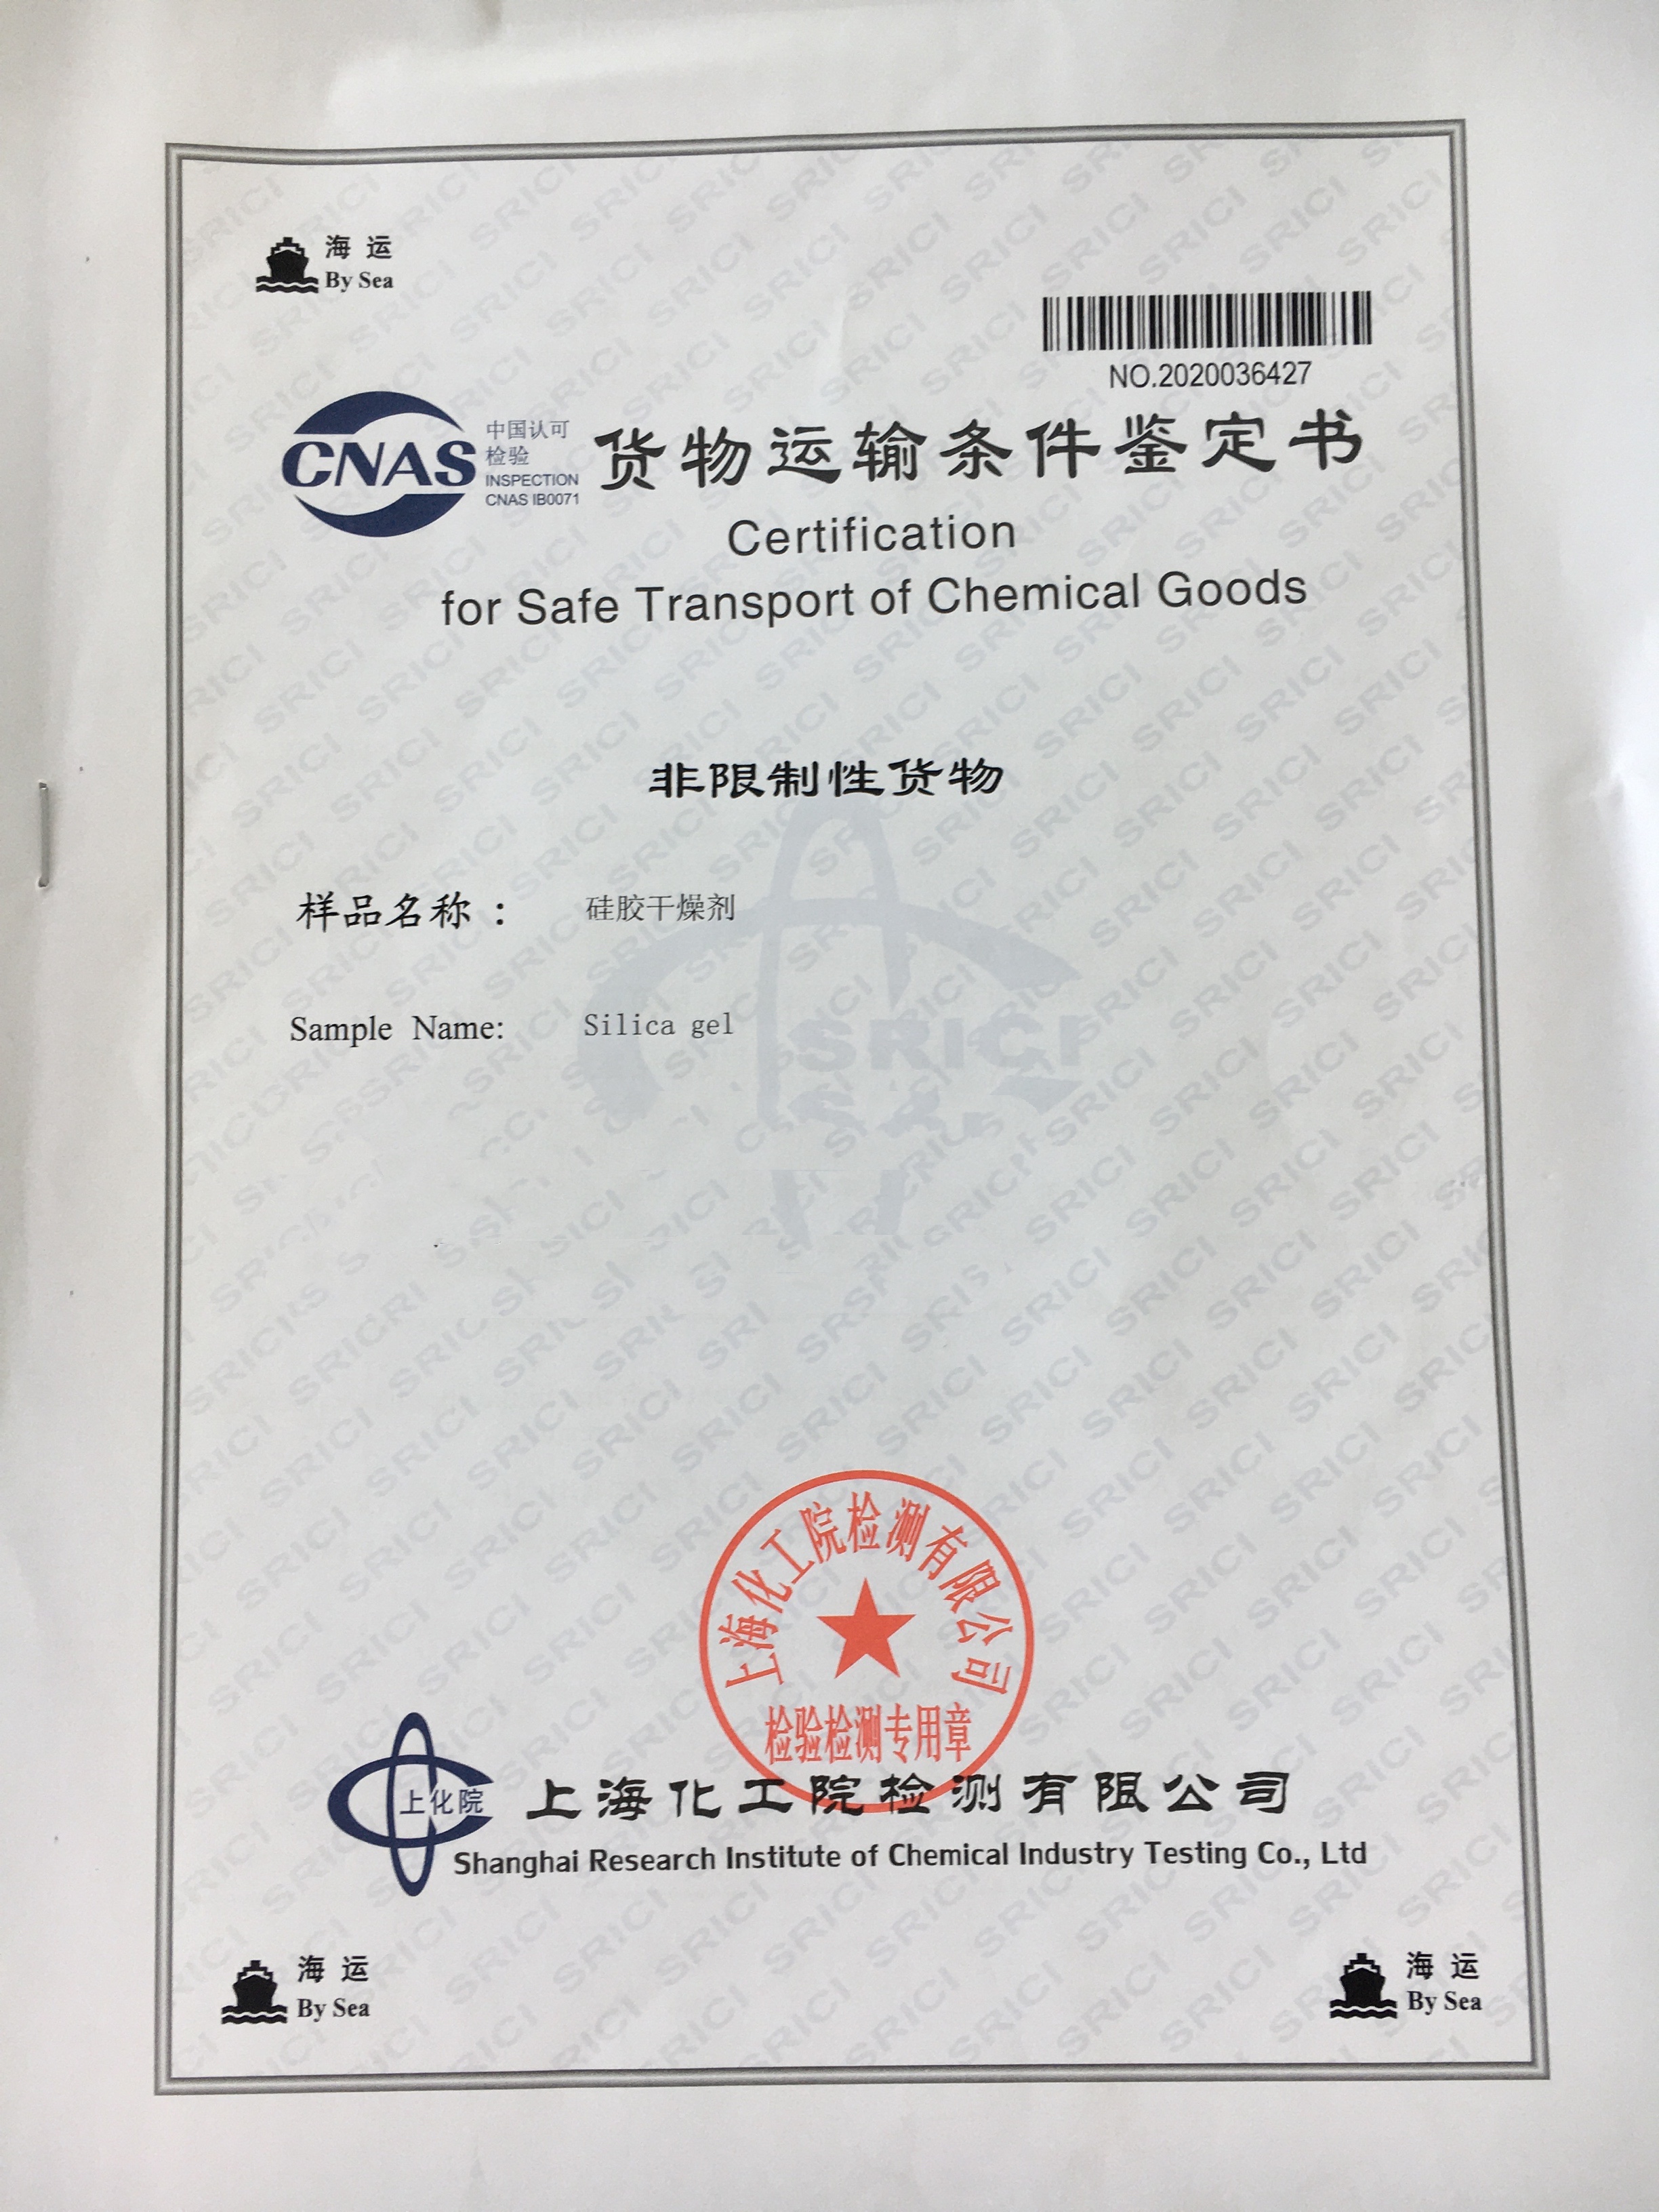 海运
By Sea
NO.2020036427
CNAS
中国认可
检验
INSPECTION
CNAS IB0071
货物运输条件鉴定书
Certification
for Safe Transport of Chemical Goods
非限制性货物
样品名称： 硅胶干燥剂
SRICI
Sample Name: Silica gel
上海化工院检测有限公司
检验检测专用章
上化院
上海化工院检测有限公司
Shanghai Research Institute of Chemical Industry Testing Co., Ltd
海运
By Sea
海运
By Sea